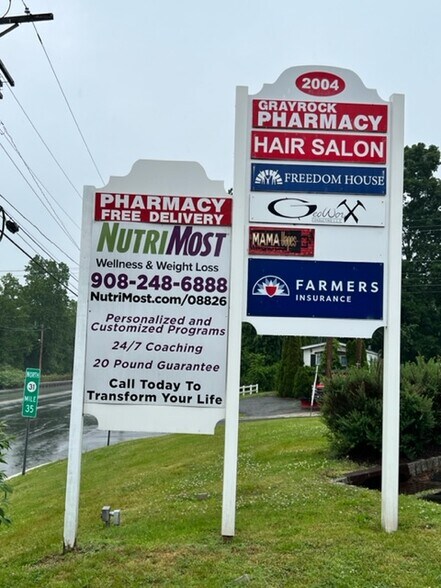 PHARMACY
FREE DELIVERY
NUTRIMOST
Wellness & Weight Loss
908-248-6888
NutriMost.com/08826
Personalized and
Customized Programs
24/7 Coaching
20 Pound Guarantee
Call Today To
Transform Your Life
2004
GRAYROCK
PHARMACY
HAIR SALON
FREEDOM HOUSE
GeoWorx
MAMA
FARMERS
INSURANCE
NORTH
31
MILE
35